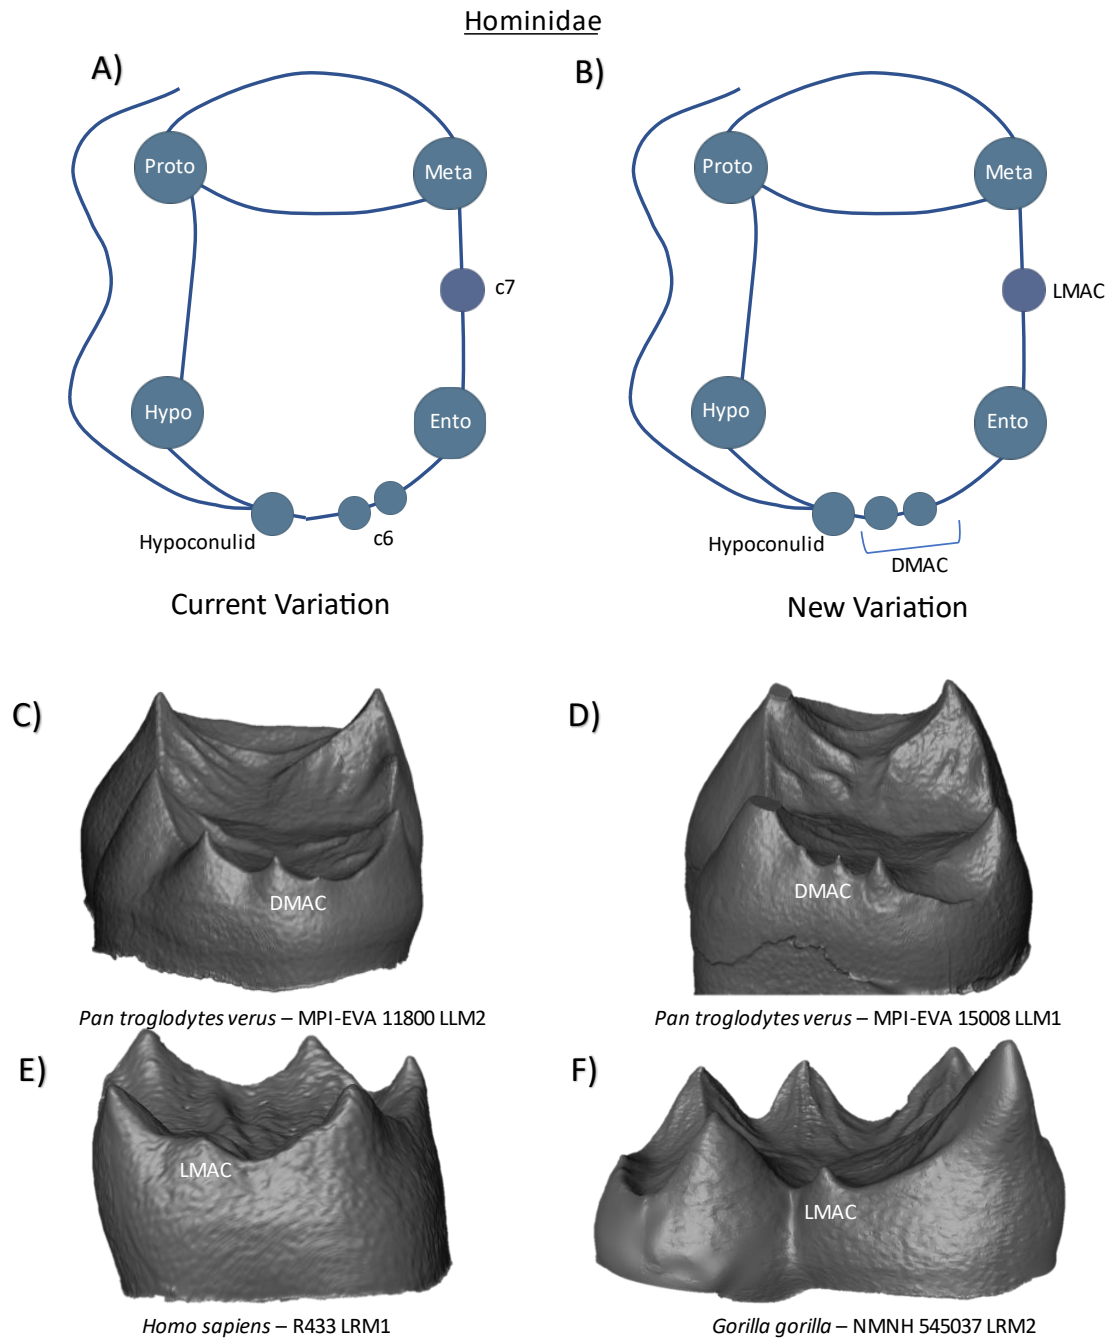 Hominidae
A)
B)
Proto
Meta
Proto
Meta
c7
LMAC
Hypo
Ento
Hypo
Ento
Hypoconulid
c6
Hypoconulid
DMAC
Current Variation
New Variation
C)
D)
DMAC
DMAC
Pan troglodytes verus – MPI-EVA 11800 LLM2
Pan troglodytes verus – MPI-EVA 15008 LLM1
E)
F)
LMAC
LMAC
Homo sapiens – R433 LRM1
Gorilla gorilla – NMNH 545037 LRM2